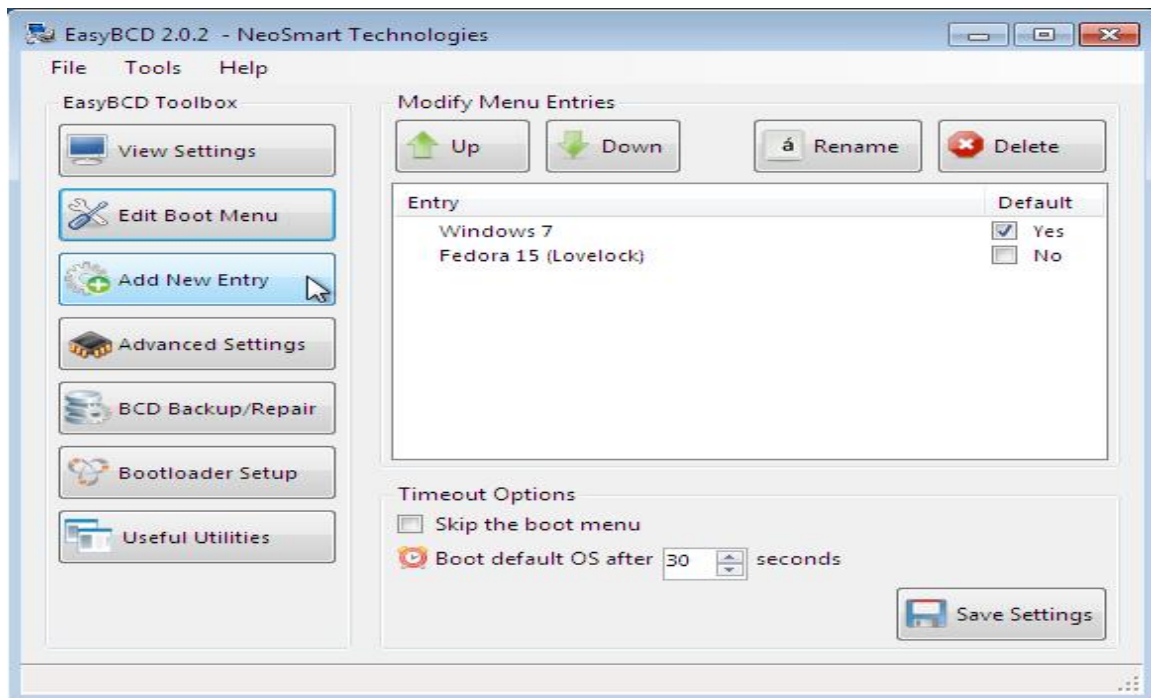 EasyBCD 2.0.2 - NeoSmart Technologies
File Tools Help
EasyBCD Toolbox
View Settings
Edit Boot Menu
Add New Entry
Advanced Settings
BCD Backup/Repair
Bootloader Setup
Useful Utilities
Modify Menu Entries
Up Down á Rename Delete
Entry Default
Windows 7 Yes
Fedora 15 (Lovelock) No
Timeout Options
Skip the boot menu
Boot default OS after 30 seconds
Save Settings